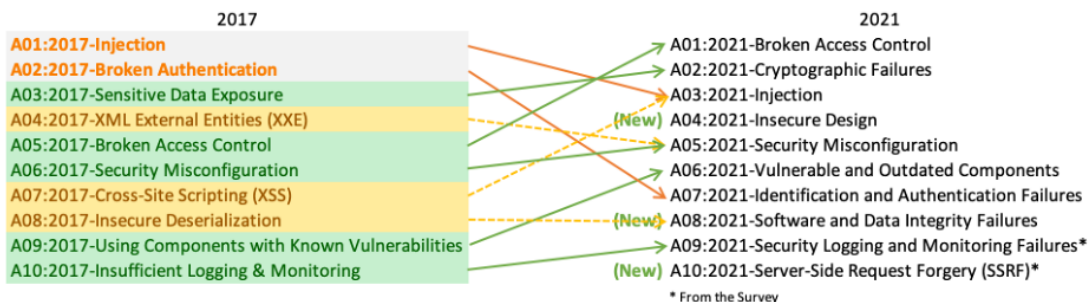 2017
A01:2017-Injection
A02:2017-Broken Authentication
A03:2017-Sensitive Data Exposure
A04:2017-XML External Entities (XXE)
A05:2017-Broken Access Control
A06:2017-Security Misconfiguration
A07:2017-Cross-Site Scripting (XSS)
A08:2017-Insecure Deserialization
A09:2017-Using Components with Known Vulnerabilities
A10:2017-Insufficient Logging & Monitoring
2021
A01:2021-Broken Access Control
A02:2021-Cryptographic Failures
A03:2021-Injection
(New) A04:2021-Insecure Design
A05:2021-Security Misconfiguration
A06:2021-Vulnerable and Outdated Components
A07:2021-Identification and Authentication Failures
(New) A08:2021-Software and Data Integrity Failures
A09:2021-Security Logging and Monitoring Failures*
(New) A10:2021-Server-Side Request Forgery (SSRF)*
* From the Survey